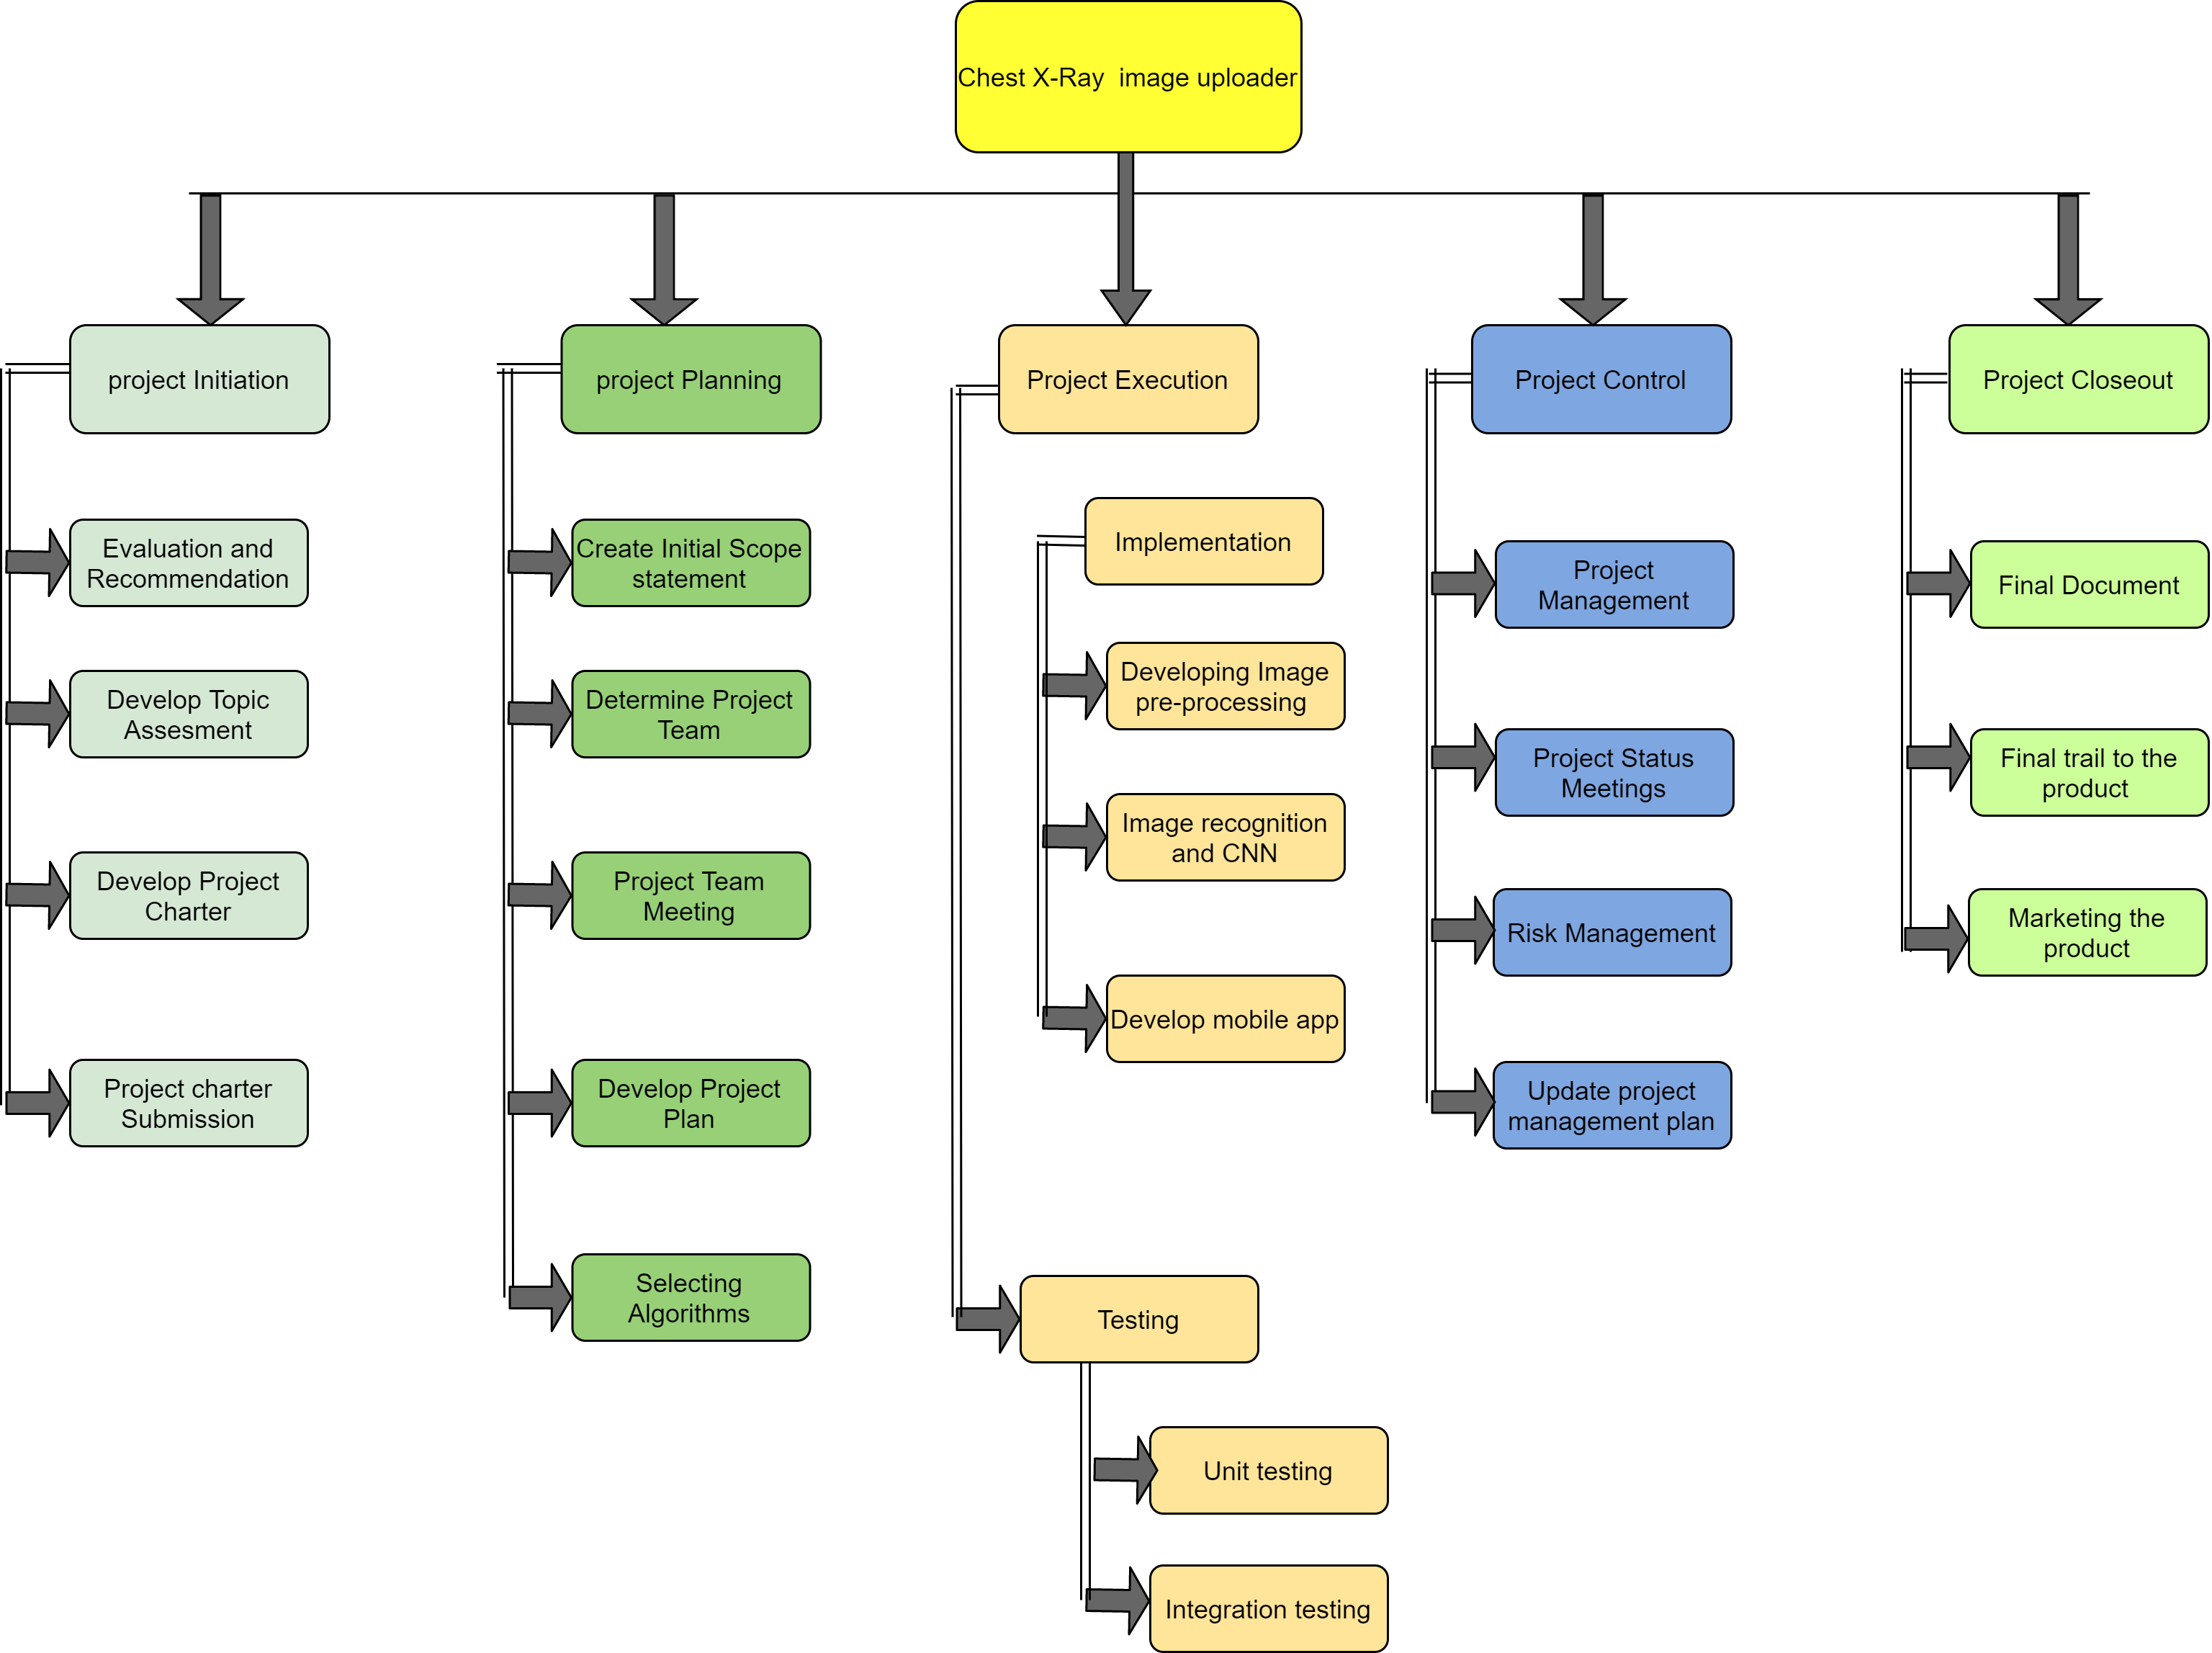 Chest X-Ray  image uploader
project Initiation
Evaluation and
Recommendation
Develop Topic
Assesment
Develop Project
Charter
Project charter
Submission
project Planning
Create Initial Scope
statement
Determine Project
Team
Project Team
Meeting
Develop Project
Plan
Selecting
Algorithms
Project Execution
Implementation
Developing Image
pre-processing
Image recognition
and CNN
Develop mobile app
Testing
Unit testing
Integration testing
Project Control
Project
Management
Project Status
Meetings
Risk Management
Update project
management plan
Project Closeout
Final Document
Final trail to the
product
Marketing the
product